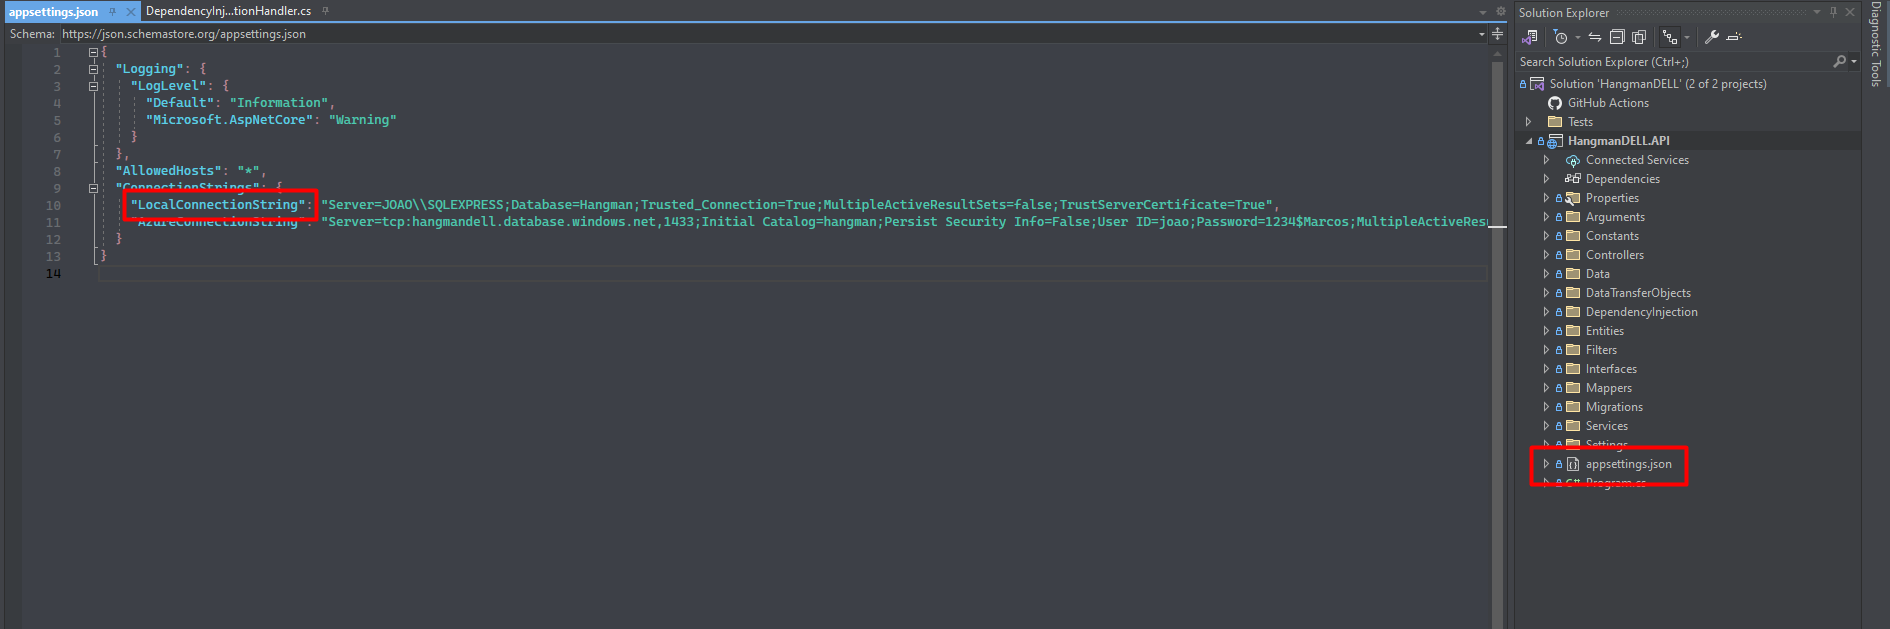 appsettings.json
DependencyInj...tionHandler.cs
Schema: https://json.schemastore.org/appsettings.json
1 {
2 "Logging": {
3 "LogLevel": {
4 "Default": "Information",
5 "Microsoft.AspNetCore": "Warning"
6 }
7 },
8 "AllowedHosts": "*",
9 "ConnectionStrings": {
10 "LocalConnectionString": "Server=JOAO\\SQLEXPRESS;Database=Hangman;Trusted_Connection=True;MultipleActiveResultSets=false;TrustServerCertificate=True",
11 "AzureConnectionString": "Server=tcp:hangmandell.database.windows.net,1433;Initial Catalog=hangman;Persist Security Info=False;User ID=joao;Password=1234$Marcos;MultipleActiveResu
12 }
13 }
14
Solution Explorer
Search Solution Explorer (Ctrl+;)
Solution 'HangmanDELL' (2 of 2 projects)
GitHub Actions
Tests
HangmanDELL.API
Connected Services
Dependencies
Properties
Arguments
Constants
Controllers
Data
DataTransferObjects
DependencyInjection
Entities
Filters
Interfaces
Mappers
Migrations
Services
Settings
appsettings.json
C# Program.cs
Diagnostic Tools